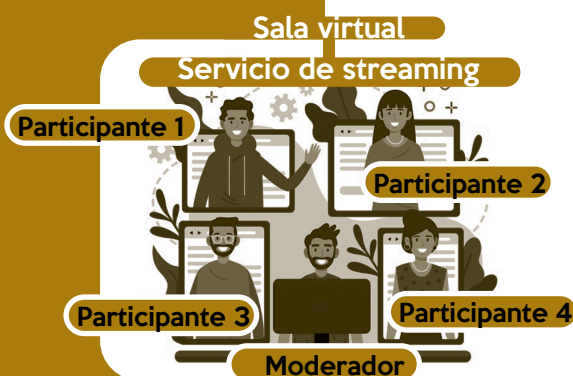 Sala virtual
Servicio de streaming
Participante 1
Participante 2
Participante 3
Participante 4
Moderador